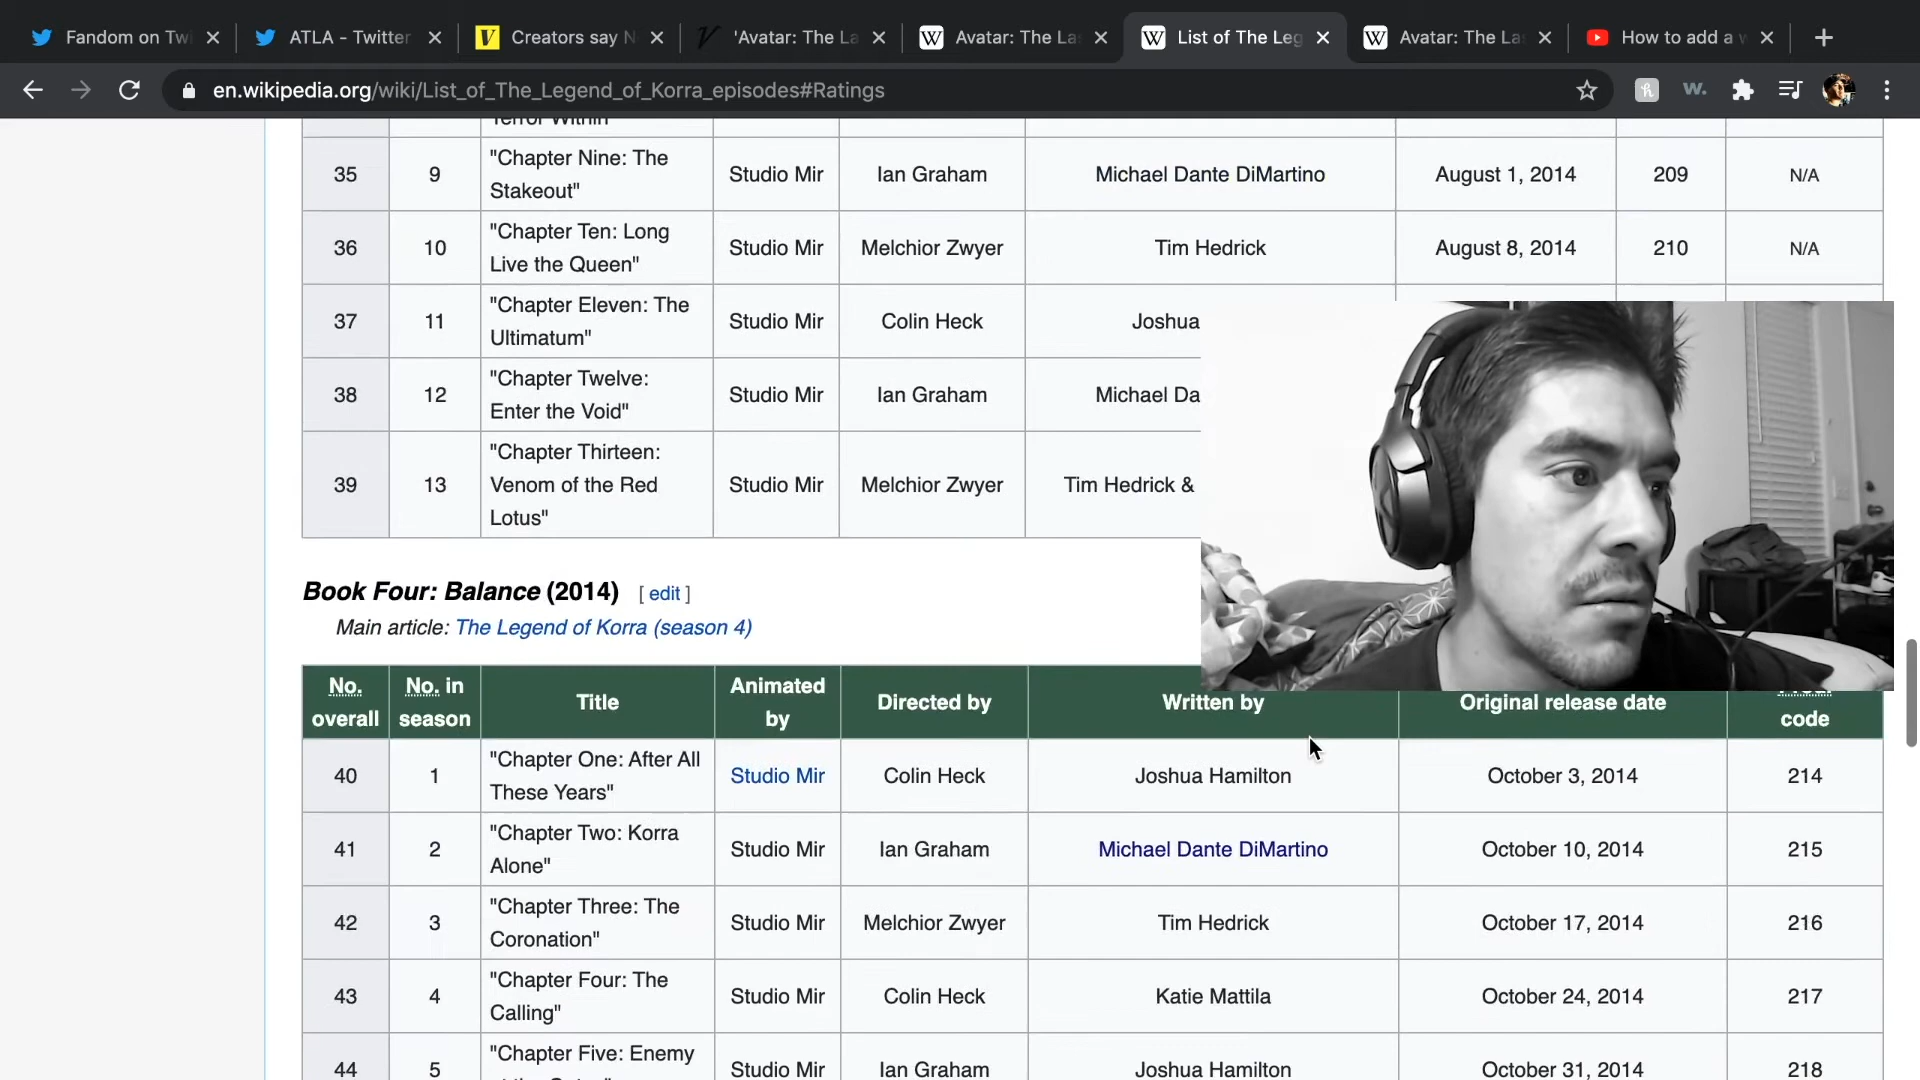 Fandom on Tw
ATLA - Twitter
Creators say N
'Avatar: The La
Avatar: The La
List of The Leg
Avatar: The La
How to add a
en.wikipedia.org/wiki/List_of_The_Legend_of_Korra_episodes#Ratings
Terror Within"
35 9 "Chapter Nine: The Stakeout" Studio Mir Ian Graham Michael Dante DiMartino August 1, 2014 209 N/A
36 10 "Chapter Ten: Long Live the Queen" Studio Mir Melchior Zwyer Tim Hedrick August 8, 2014 210 N/A
37 11 "Chapter Eleven: The Ultimatum" Studio Mir Colin Heck Joshua
38 12 "Chapter Twelve: Enter the Void" Studio Mir Ian Graham Michael Da
39 13 "Chapter Thirteen: Venom of the Red Lotus" Studio Mir Melchior Zwyer Tim Hedrick &
Book Four: Balance (2014) [ edit ]
Main article: The Legend of Korra (season 4)
No. overall No. in season Title Animated by Directed by Written by Original release date code
40 1 "Chapter One: After All These Years" Studio Mir Colin Heck Joshua Hamilton October 3, 2014 214
41 2 "Chapter Two: Korra Alone" Studio Mir Ian Graham Michael Dante DiMartino October 10, 2014 215
42 3 "Chapter Three: The Coronation" Studio Mir Melchior Zwyer Tim Hedrick October 17, 2014 216
43 4 "Chapter Four: The Calling" Studio Mir Colin Heck Katie Mattila October 24, 2014 217
44 5 "Chapter Five: Enemy Studio Mir Ian Graham Joshua Hamilton October 31, 2014 218